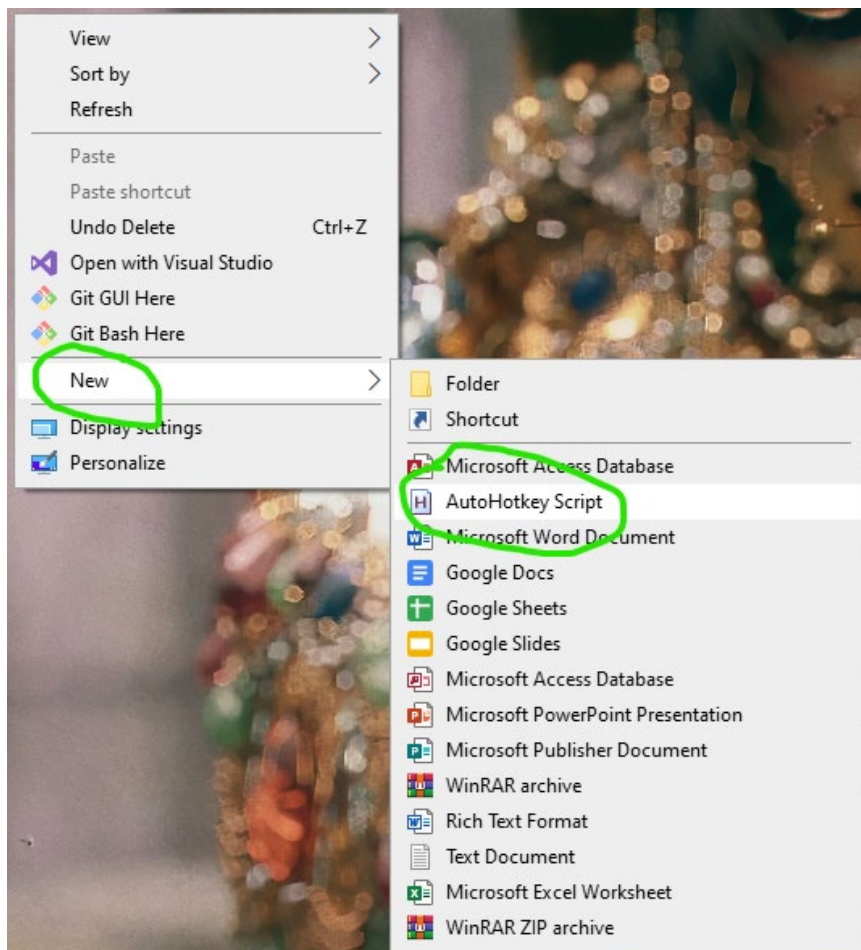 View
Sort by
Refresh
Paste
Paste shortcut
Undo Delete Ctrl+Z
Open with Visual Studio
Git GUI Here
Git Bash Here
New
Display settings
Personalize
Folder
Shortcut
Microsoft Access Database
AutoHotkey Script
Microsoft Word Document
Google Docs
Google Sheets
Google Slides
Microsoft Access Database
Microsoft PowerPoint Presentation
Microsoft Publisher Document
WinRAR archive
Rich Text Format
Text Document
Microsoft Excel Worksheet
WinRAR ZIP archive